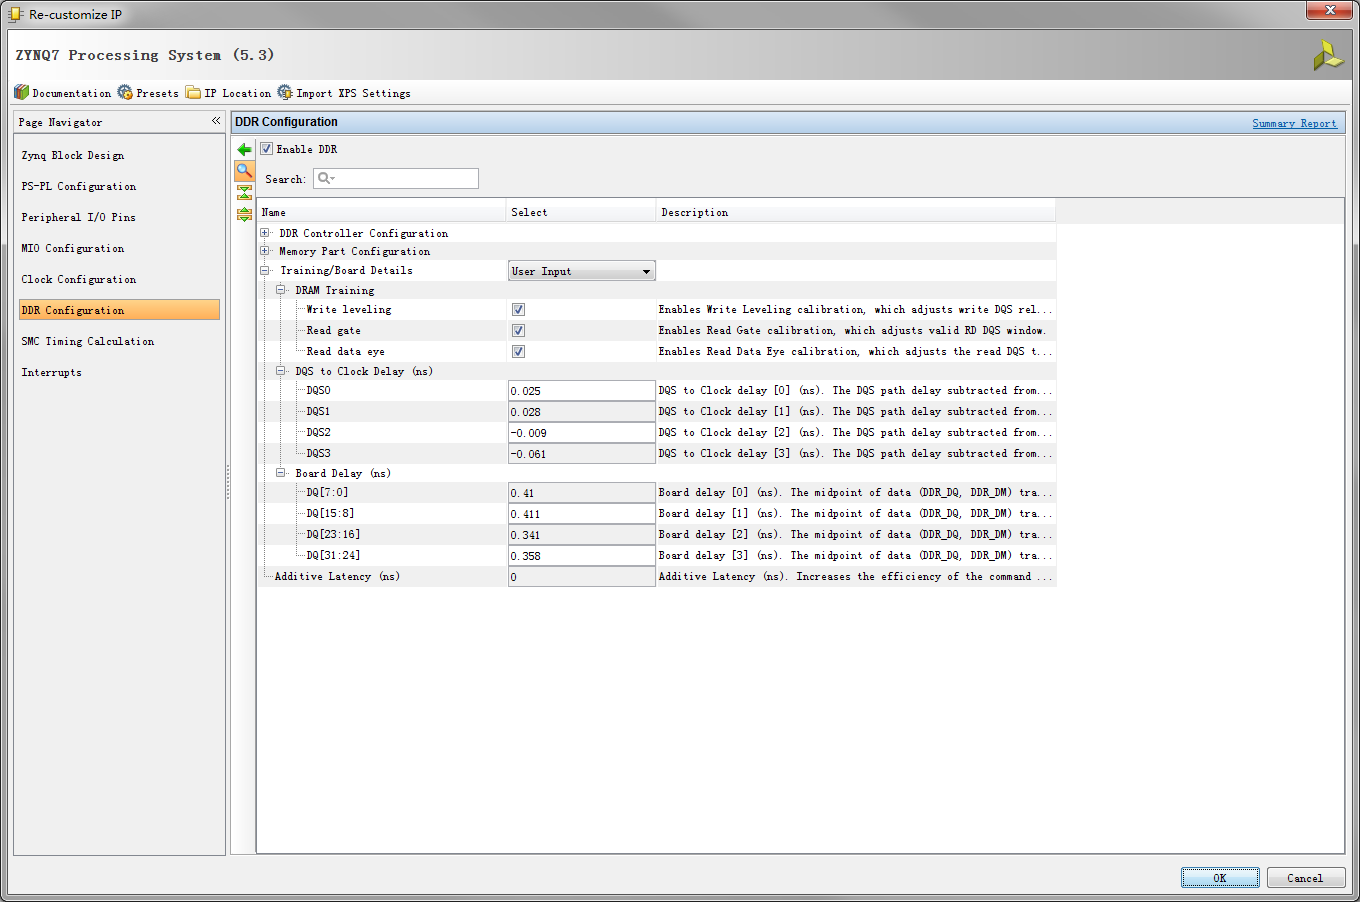 Re-customize IP
ZYNQ7 Processing System (5.3)
Documentation Presets IP Location Import XPS Settings
Page Navigator «
Zynq Block Design
PS-PL Configuration
Peripheral I/O Pins
MIO Configuration
Clock Configuration
DDR Configuration
SMC Timing Calculation
Interrupts
DDR Configuration Summary Report
Enable DDR
Search:
Name Select Description
DDR Controller Configuration
Memory Part Configuration
Training/Board Details User Input
DRAM Training
Write leveling Enables Write Leveling calibration, which adjusts write DQS rel...
Read gate Enables Read Gate calibration, which adjusts valid RD DQS window.
Read data eye Enables Read Data Eye calibration, which adjusts the read DQS t...
DQS to Clock Delay (ns)
DQS0 0.025 DQS to Clock delay [0] (ns). The DQS path delay subtracted from...
DQS1 0.028 DQS to Clock delay [1] (ns). The DQS path delay subtracted from...
DQS2 -0.009 DQS to Clock delay [2] (ns). The DQS path delay subtracted from...
DQS3 -0.061 DQS to Clock delay [3] (ns). The DQS path delay subtracted from...
Board Delay (ns)
DQ[7:0] 0.41 Board delay [0] (ns). The midpoint of data (DDR_DQ, DDR_DM) tra...
DQ[15:8] 0.411 Board delay [1] (ns). The midpoint of data (DDR_DQ, DDR_DM) tra...
DQ[23:16] 0.341 Board delay [2] (ns). The midpoint of data (DDR_DQ, DDR_DM) tra...
DQ[31:24] 0.358 Board delay [3] (ns). The midpoint of data (DDR_DQ, DDR_DM) tra...
Additive Latency (ns) 0 Additive Latency (ns). Increases the efficiency of the command ...
OK Cancel